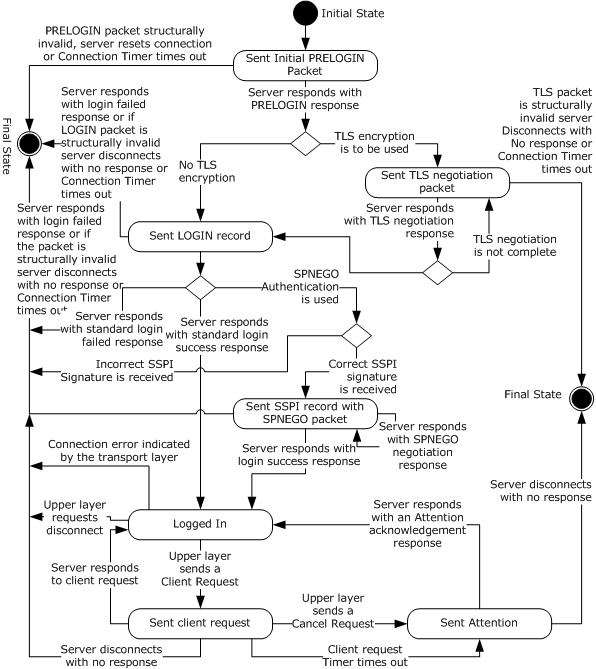 Initial State
PRELOGIN packet structurally
invalid, server resets connection
or Connection Timer times out
Sent Initial PRELOGIN
Packet
Server responds with
PRELOGIN response
Server responds
with login failed
response or if
LOGIN packet is
structurally invalid
server disconnects
with no response or
Connection Timer
times out
TLS packet
is structurally
invalid server
Disconnects with
No response or
Connection Timer
times out
Final State
TLS encryption
is to be used
No TLS
encryption
Sent TLS negotiation
packet
Server responds
with TLS negotiation
response
TLS negotiation
is not complete
Server responds
with login failed
response or if
the packet is
structurally invalid
server disconnects
with no response or
Connection Timer
times out
Sent LOGIN record
SPNEGO
Authentication
is used
Server responds
with standard login
failed response
Server responds
with standard login
success response
Incorrect SSPI
Signature is received
Correct SSPI
signature
is received
Final State
Sent SSPI record with
SPNEGO packet
Server responds
with SPNEGO
negotiation
response
Connection error indicated
by the transport layer
Server responds with
login success response
Server disconnects
with no response
Upper layer
requests
disconnect
Logged In
Server responds
with an Attention
acknowledgement
response
Upper layer
sends a
Client Request
Server responds
to client request
Upper layer
sends a
Cancel Request
Sent client request
Sent Attention
Server disconnects
with no response
Client request
Timer times out